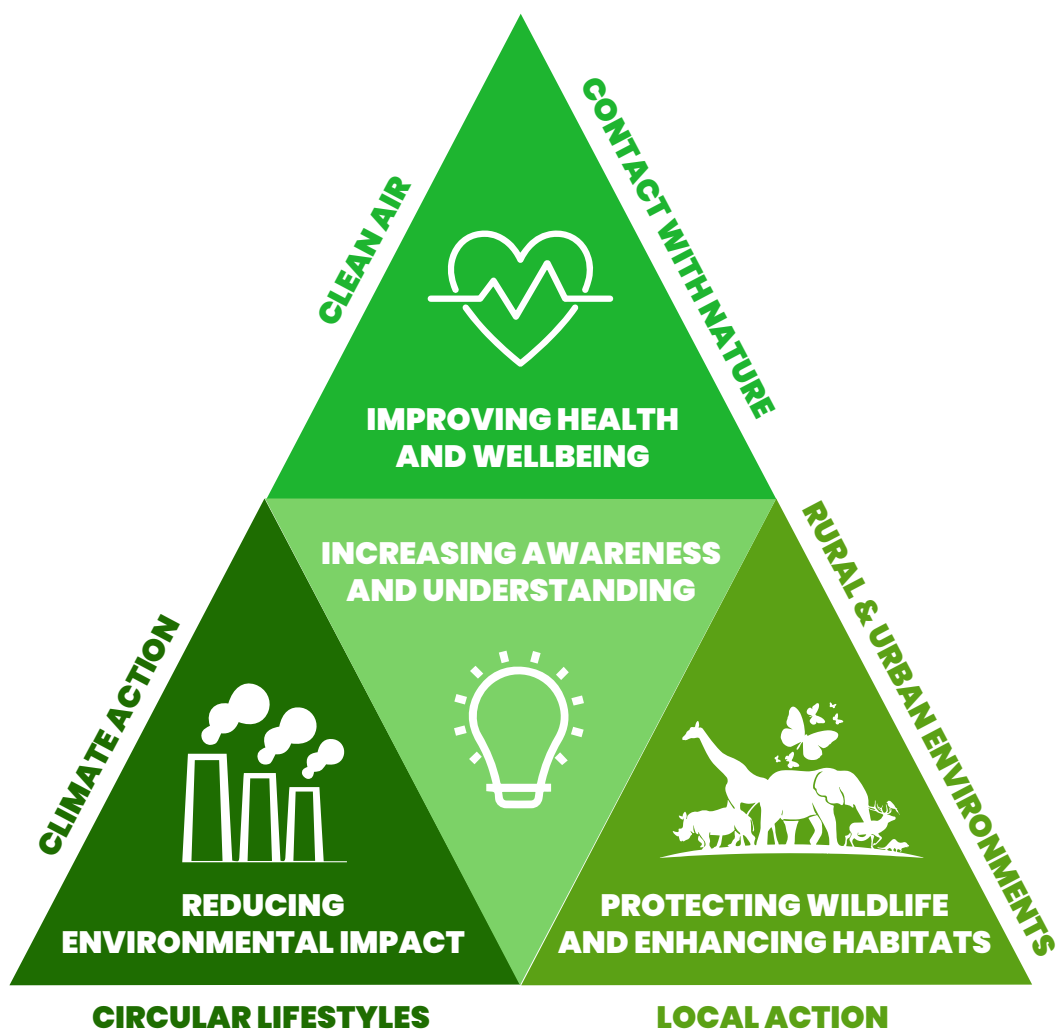 CONTACT WITH NATURE
CLEAN AIR
IMPROVING HEALTH
AND WELLBEING
INCREASING AWARENESS
AND UNDERSTANDING
RURAL & URBAN ENVIRONMENTS
CLIMATE ACTION
REDUCING
ENVIRONMENTAL IMPACT
PROTECTING WILDLIFE
AND ENHANCING HABITATS
CIRCULAR LIFESTYLES
LOCAL ACTION